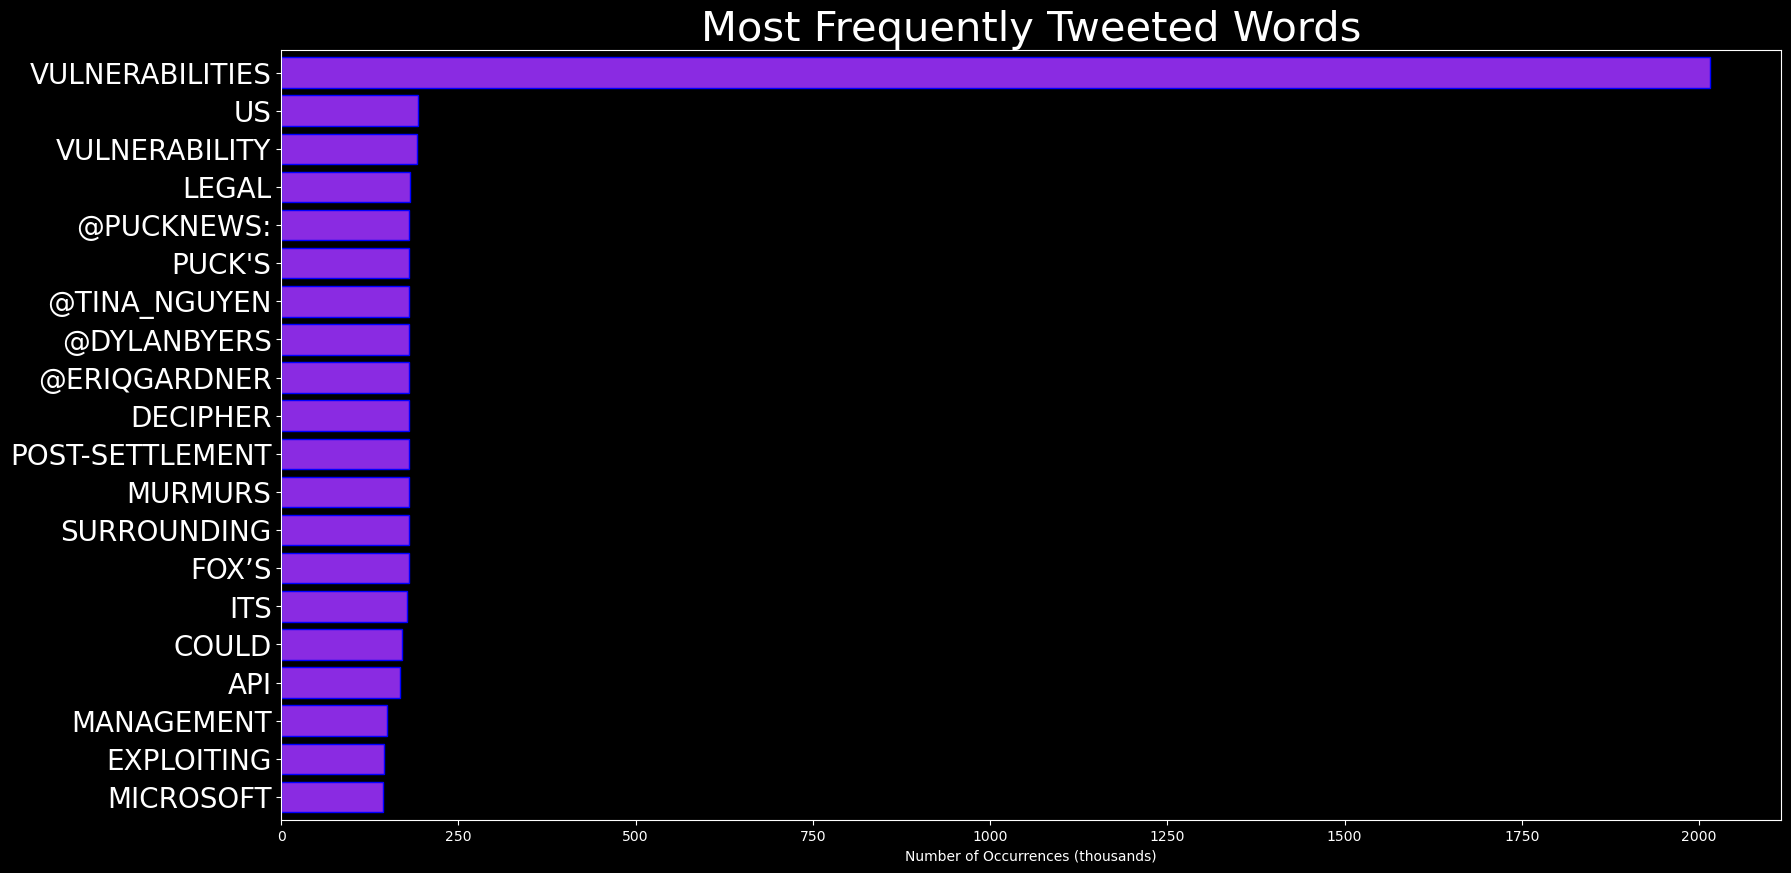 Most Frequently Tweeted Words
VULNERABILITIES
US
VULNERABILITY
LEGAL
@PUCKNEWS:
PUCK'S
@TINA_NGUYEN
@DYLANBYERS
@ERIQGARDNER
DECIPHER
POST-SETTLEMENT
MURMURS
SURROUNDING
FOX’S
ITS
COULD
API
MANAGEMENT
EXPLOITING
MICROSOFT
0 250 500 750 1000 1250 1500 1750 2000
Number of Occurrences (thousands)